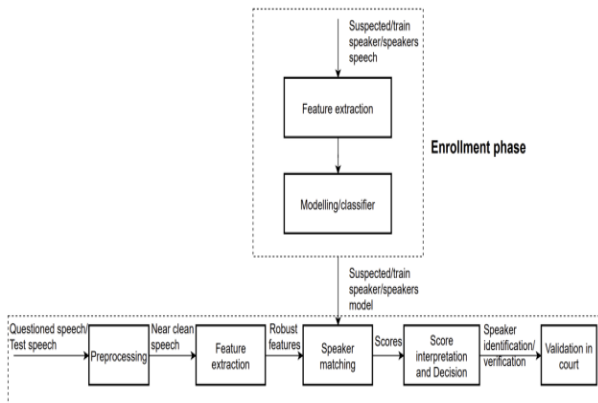 Suspected/train
speaker/speakers
speech
Feature extraction
Enrollment phase
Modelling/classifier
Suspected/train
speaker/speakers
model
Questioned speech/
Test speech
Preprocessing
Near clean
speech
Feature
extraction
Robust
features
Speaker
matching
Scores
Score
interpretation
and Decision
Speaker
identification/
verification
Validation in
court